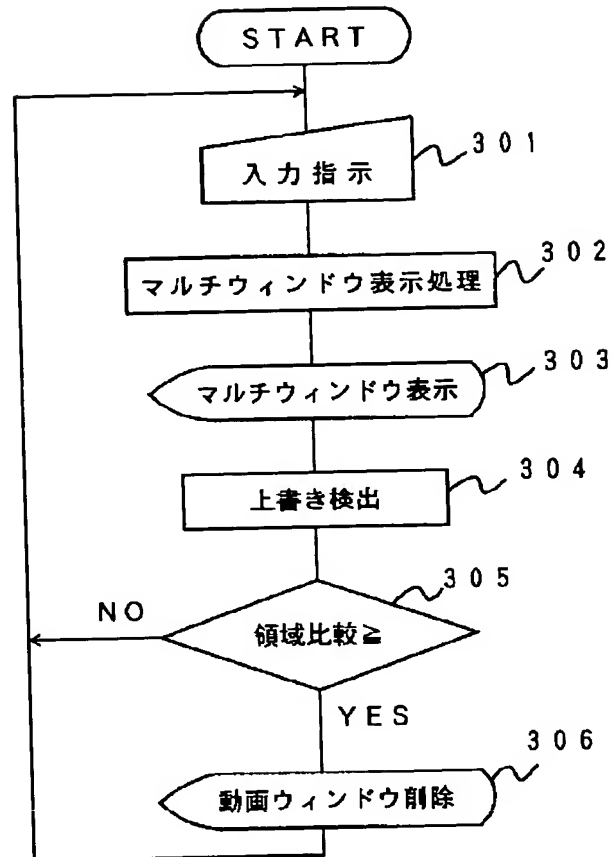 START
301
入力指示
302
マルチウィンドウ表示処理
303
マルチウィンドウ表示
304
上書き検出
305
NO
領域比較≧
YES
306
動画ウィンドウ削除